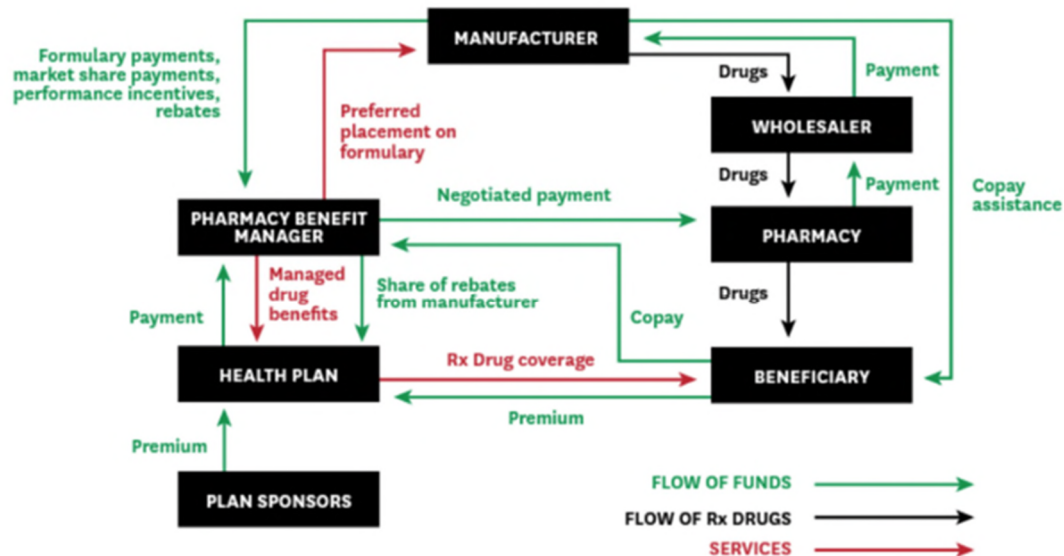 MANUFACTURER
Formulary payments,
market share payments,
performance incentives,
rebates
Preferred
placement on
formulary
Drugs
Payment
WHOLESALER
Drugs
Payment
Copay
assistance
PHARMACY BENEFIT
MANAGER
Negotiated payment
PHARMACY
Managed
drug
benefits
Share of rebates
from manufacturer
Drugs
Payment
Copay
HEALTH PLAN
Rx Drug coverage
BENEFICIARY
Premium
Premium
PLAN SPONSORS
FLOW OF FUNDS
FLOW OF Rx DRUGS
SERVICES